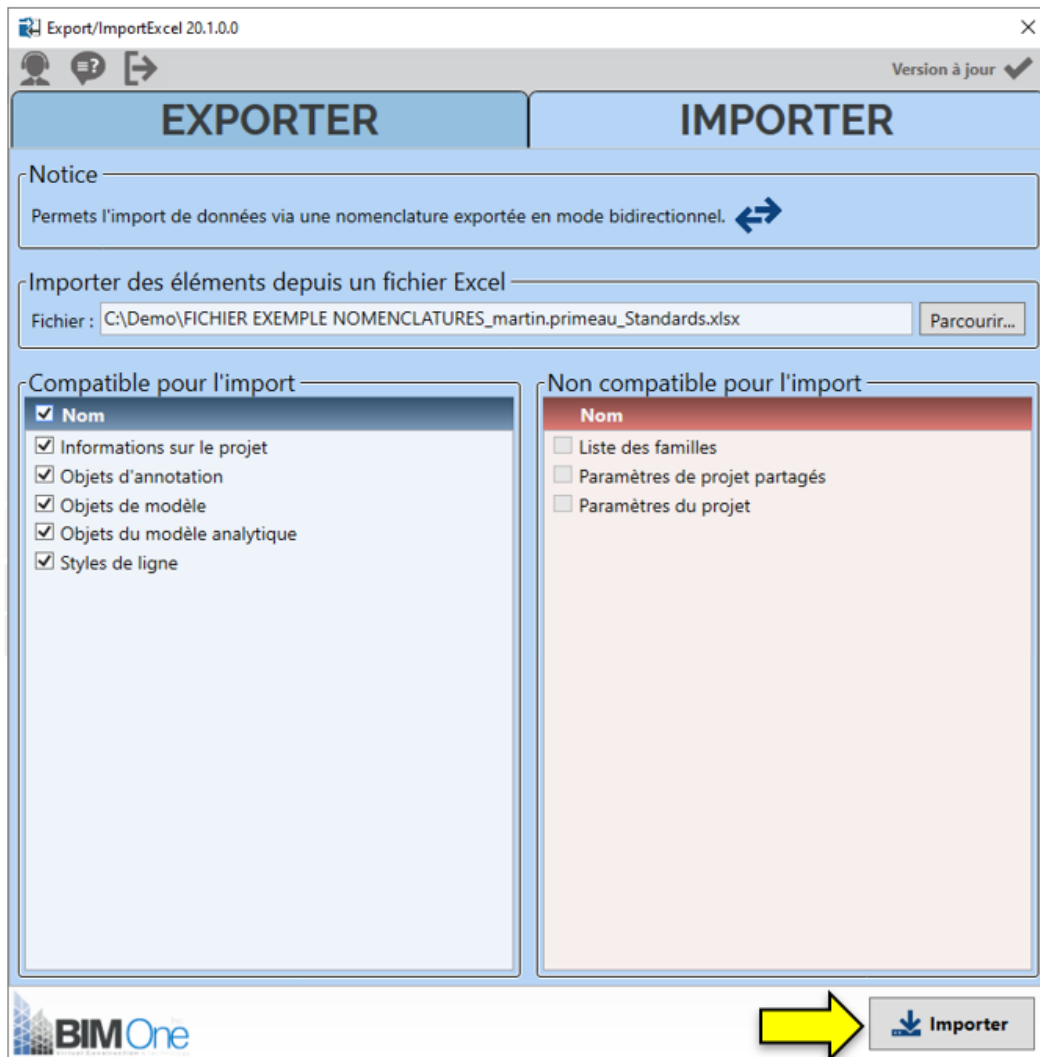 Export/ImportExcel 20.1.0.0
Version à jour
EXPORTER
IMPORTER
Notice
Permets l'import de données via une nomenclature exportée en mode bidirectionnel.
Importer des éléments depuis un fichier Excel
Fichier : C:\Demo\FICHIER EXEMPLE NOMENCLATURES_martin.primeau_Standards.xlsx Parcourir...
Compatible pour l'import
Nom
Informations sur le projet
Objets d'annotation
Objets de modèle
Objets du modèle analytique
Styles de ligne
Non compatible pour l'import
Nom
Liste des familles
Paramètres de projet partagés
Paramètres du projet
BIMOne
Virtual Construction
Importer